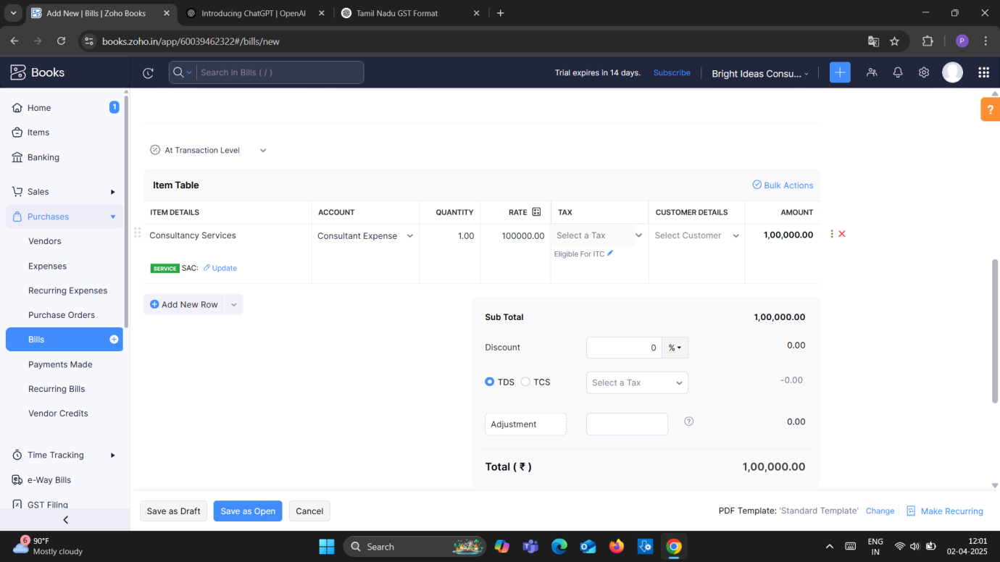 Add New | Bills | Zoho Books
Introducing ChatGPT | OpenAI
Tamil Nadu GST Format
books.zoho.in/app/60039462322#/bills/new
P
Books
Search in Bills ( / )
Trial expires in 14 days.
Subscribe
Bright Ideas Consu...
Home
1
Items
Banking
Sales
Purchases
Vendors
Expenses
Recurring Expenses
Purchase Orders
Bills
Payments Made
Recurring Bills
Vendor Credits
Time Tracking
e-Way Bills
GST Filing
?
At Transaction Level
Item Table
Bulk Actions
ITEM DETAILS ACCOUNT QUANTITY RATE TAX CUSTOMER DETAILS AMOUNT
Consultancy Services Consultant Expense 1.00 100000.00 Select a Tax Select Customer 1,00,000.00
Eligible For ITC
SERVICE SAC: Update
Add New Row
Sub Total 1,00,000.00
Discount 0 % 0.00
TDS TCS Select a Tax -0.00
Adjustment ? 0.00
Total ( ₹ ) 1,00,000.00
Save as Draft Save as Open Cancel
PDF Template: 'Standard Template' Change Make Recurring
6
90°F
Mostly cloudy
Search
ENG
IN
12:01
02-04-2025